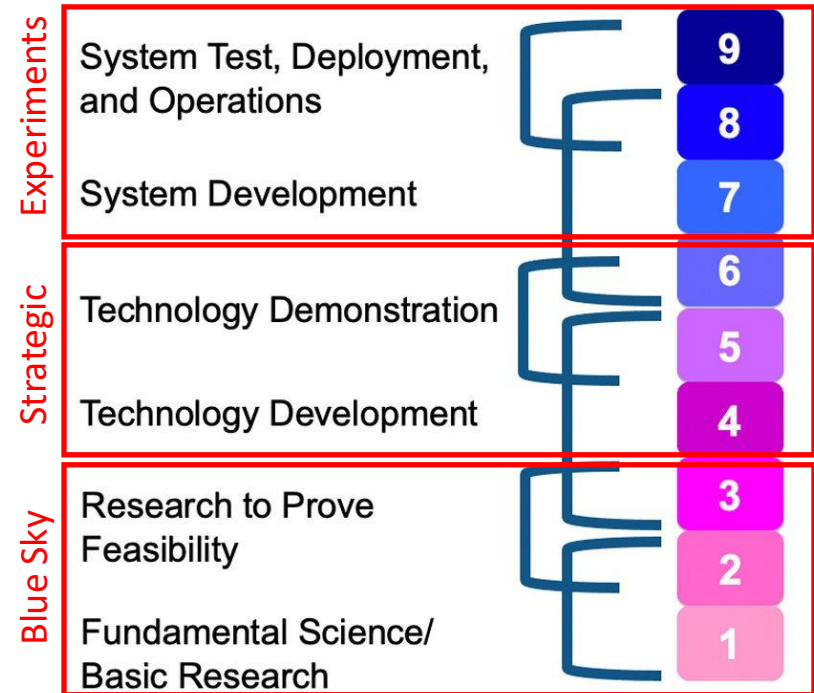 Experiments
System Test, Deployment,
and Operations
System Development
9
8
7
Strategic
Technology Demonstration
Technology Development
6
5
4
Blue Sky
Research to Prove
Feasibility
Fundamental Science/
Basic Research
3
2
1